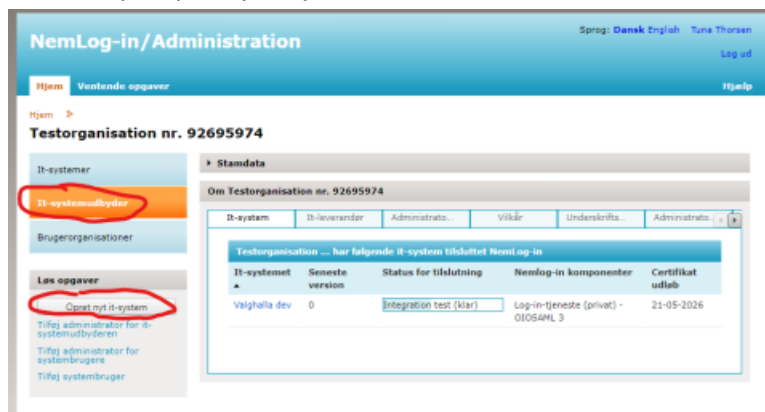 Sprog: Dansk English Tuna Thorsen
NemLog-in/Administration
Log ud
Hjem Ventende opgaver Hjælp
Hjem
Testorganisation nr. 92695974
It-systemer
It-systemudbyder
Brugerorganisationer
Løs opgaver
Opret nyt it-system
Tilføj administrator for it-
systemudbyderen
Tilføj administrator for
systembrugere
Tilføj systembruger
Stamdata
Om Testorganisation nr. 92695974
It-system It-leverandør Administrato... Vilkår Underskrifts... Administrato...
Testorganisation ... har følgende it-system tilsluttet NemLog-in
It-systemet Seneste version Status for tilslutning Nemlog-in komponenter Certifikat udløb
Valghalla dev 0 Integration test (klar) Log-in-tjeneste (privat) - 21-05-2026
OIOSAML 3